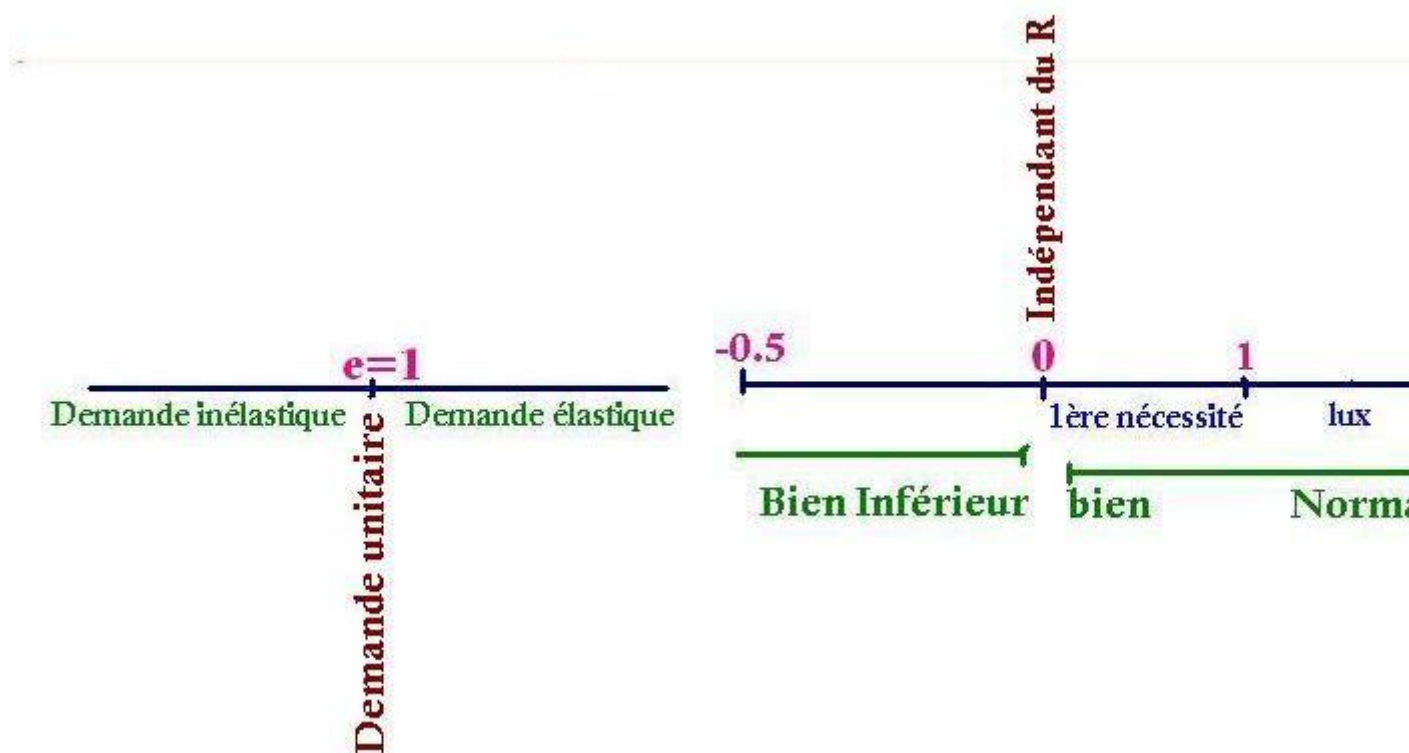 e=1
Demande inélastique
Demande élastique
Demande unitaire
Indépendant du R
-0.5
0
1
1ère nécessité
lux
Bien Inférieur
bien
Norma